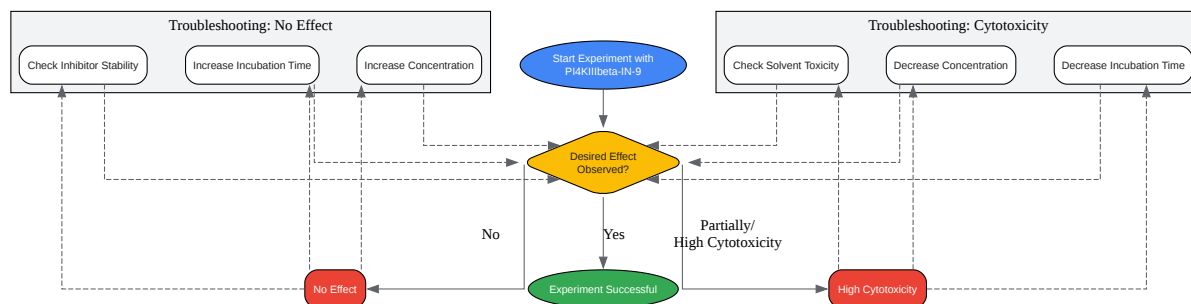 Troubleshooting: No Effect
Check Inhibitor Stability
Increase Incubation Time
Increase Concentration
Start Experiment with
PI4KIIIbeta-IN-9
Troubleshooting: Cytotoxicity
Check Solvent Toxicity
Decrease Concentration
Decrease Incubation Time
Desired Effect
Observed?
No
Yes
Partially/
High Cytotoxicity
No Effect
Experiment Successful
High Cytotoxicity